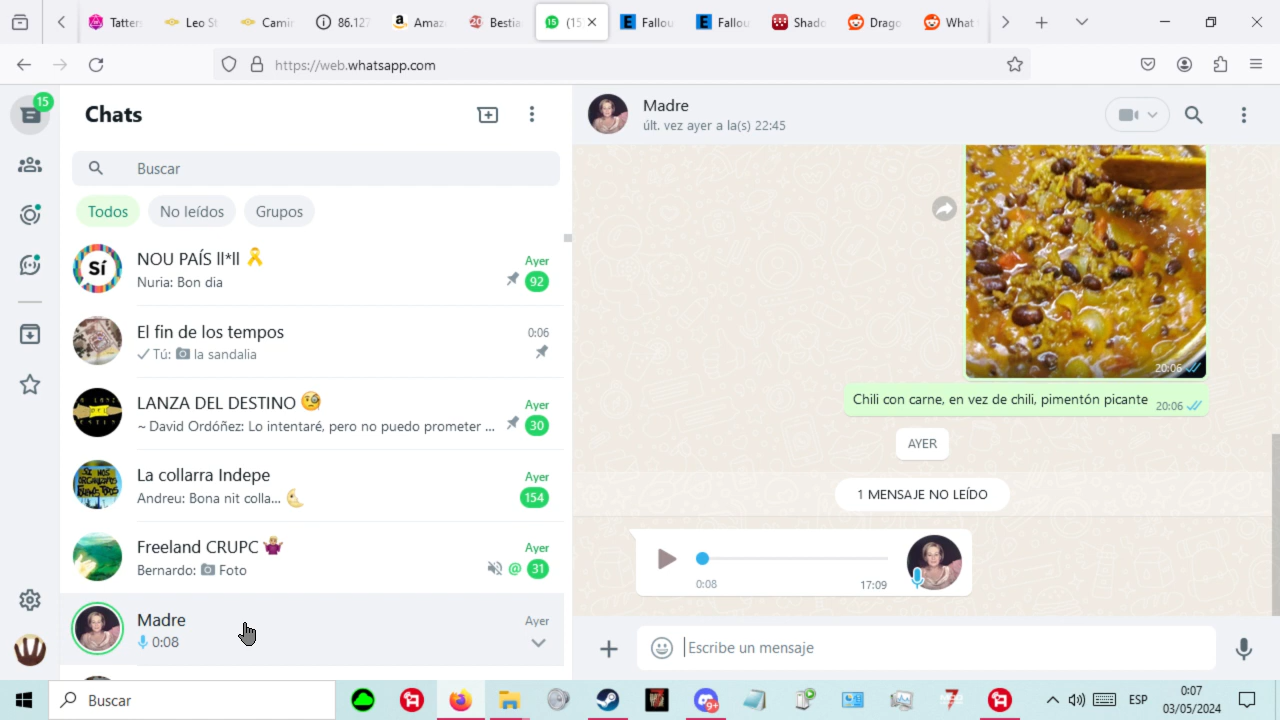 Tatter
Leo St
Camir
86.127
Amaz
Bestia
(15
Fallou
Fallou
Shado
Drago
What
https://web.whatsapp.com
15
Chats
Buscar
Todos
No leídos
Grupos
NOU PAÍS ll*ll
Ayer
Nuria: Bon dia
92
El fin de los tempos
0:06
Tú: la sandalia
LANZA DEL DESTINO
Ayer
~ David Ordóñez: Lo intentaré, pero no puedo prometer ...
30
La collarra Indepe
Ayer
Andreu: Bona nit colla...
154
Freeland CRUPC
Ayer
Bernardo: Foto
@ 31
Madre
Ayer
0:08
Madre
últ. vez ayer a la(s) 22:45
20:06
Chili con carne, en vez de chili, pimentón picante 20:06
AYER
1 MENSAJE NO LEÍDO
0:08
17:09
Escribe un mensaje
Buscar
9+
ESP
0:07
03/05/2024